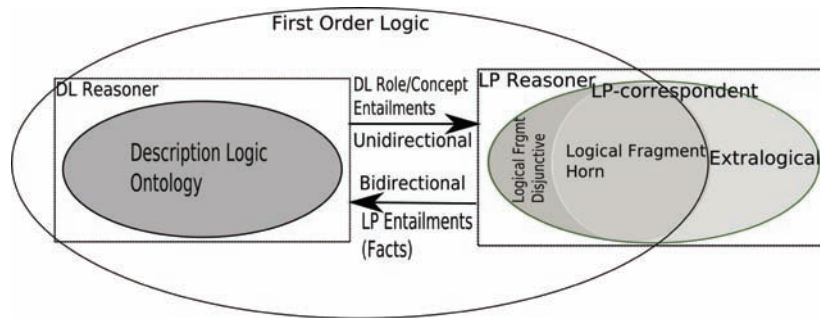 First Order Logic
DL Reasoner
Description Logic
Ontology
DL Role/Concept
Entailments
Unidirectional
Bidirectional
LP Entailments
(Facts)
LP Reasoner
LP-correspondent
Logical Frgmt
Disjunctive
Logical Fragment
Horn
Extralogical